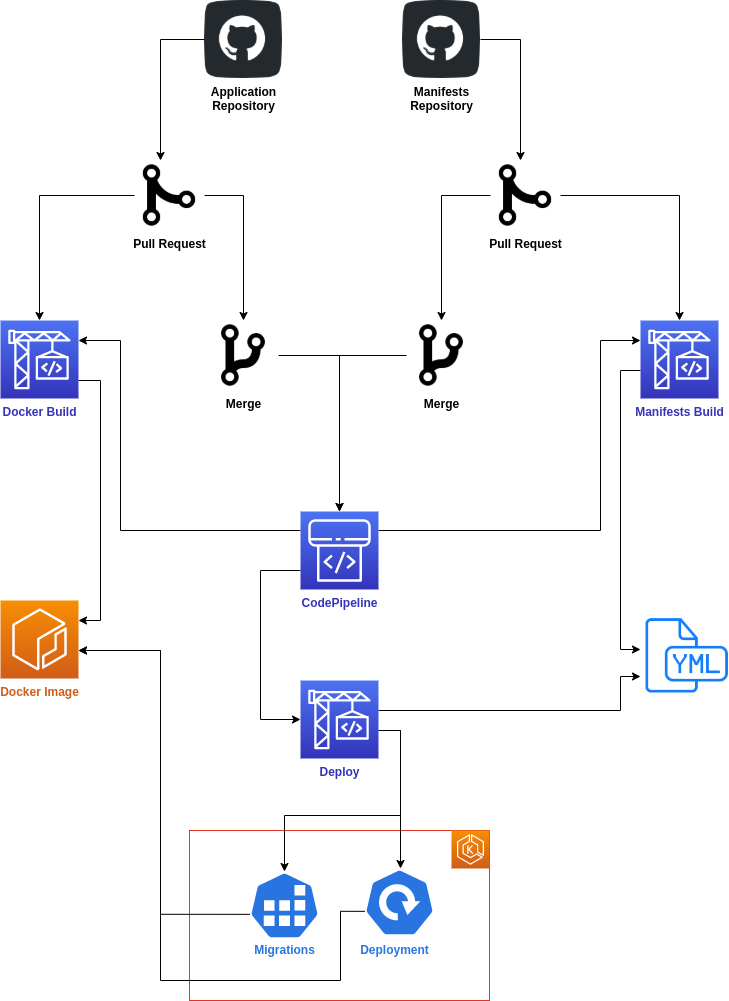 Application
Repository
Manifests
Repository
Pull Request
Pull Request
Docker Build
Merge
Merge
Manifests Build
CodePipeline
Docker Image
YML
Deploy
K
Migrations
Deployment